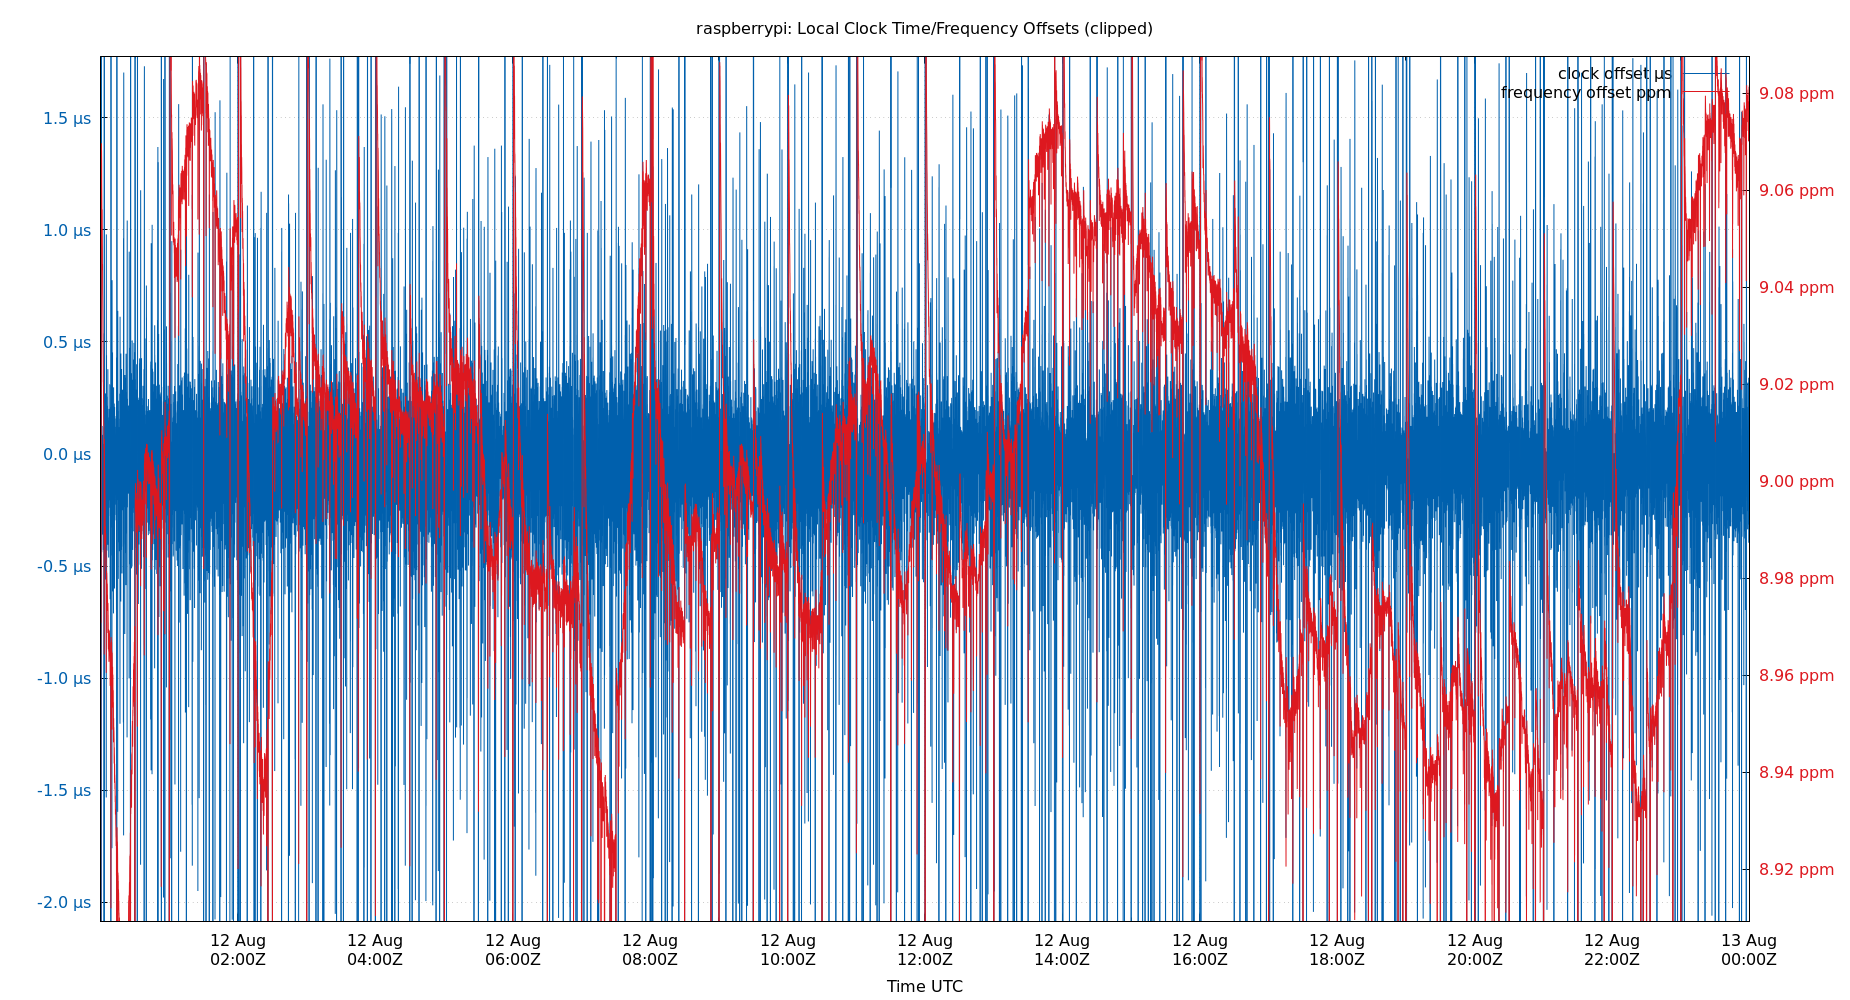 raspberrypi: Local Clock Time/Frequency Offsets (clipped)
clock offset µs
frequency offset ppm
1.5 µs
1.0 µs
0.5 µs
0.0 µs
-0.5 µs
-1.0 µs
-1.5 µs
-2.0 µs
9.08 ppm
9.06 ppm
9.04 ppm
9.02 ppm
9.00 ppm
8.98 ppm
8.96 ppm
8.94 ppm
8.92 ppm
12 Aug 12 Aug 12 Aug 12 Aug 12 Aug 12 Aug 12 Aug 12 Aug 12 Aug 12 Aug 12 Aug 13 Aug
02:00Z 04:00Z 06:00Z 08:00Z 10:00Z 12:00Z 14:00Z 16:00Z 18:00Z 20:00Z 22:00Z 00:00Z
Time UTC